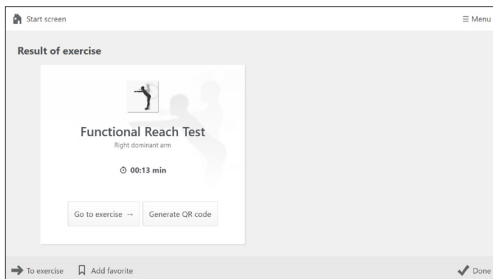 Start screen
☰ Menu
Result of exercise
Functional Reach Test
Right dominant arm
00:13 min
Go to exercise →
Generate QR code
To exercise
Add favorite
Done